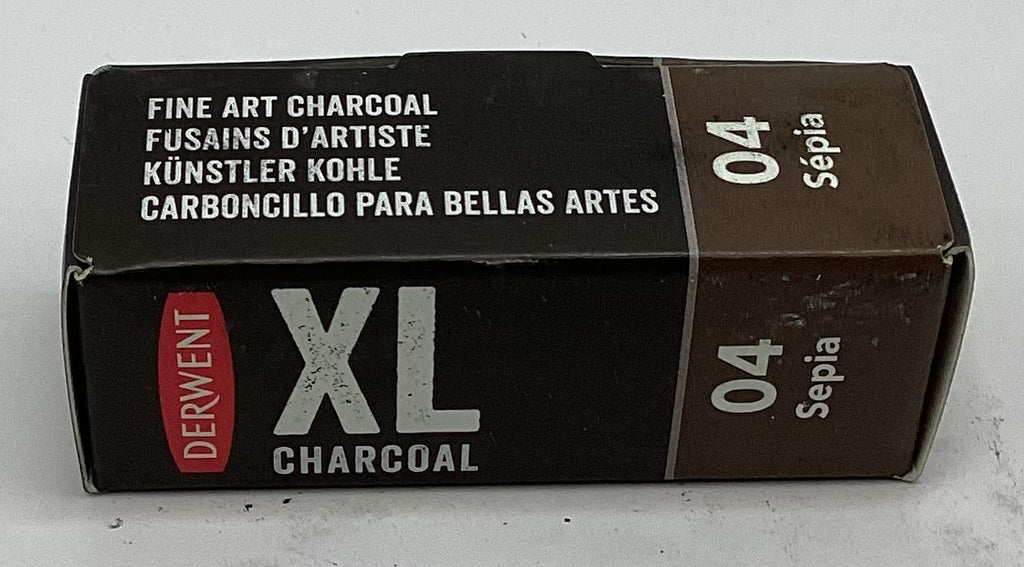 FINE ART CHARCOAL
FUSAINS D'ARTISTE
KÜNSTLER KOHLE
CARBONCILLO PARA BELLAS ARTES
04
Sépia
DERWENT
XL
CHARCOAL
04
Sepia